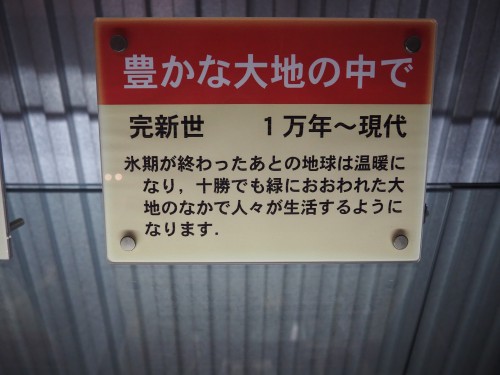 豊かな大地の中で
完新世　　１万年～現代
氷期が終わったあとの地球は温暖に
なり，十勝でも緑におおわれた大
地のなかで人々が生活するように
なります．